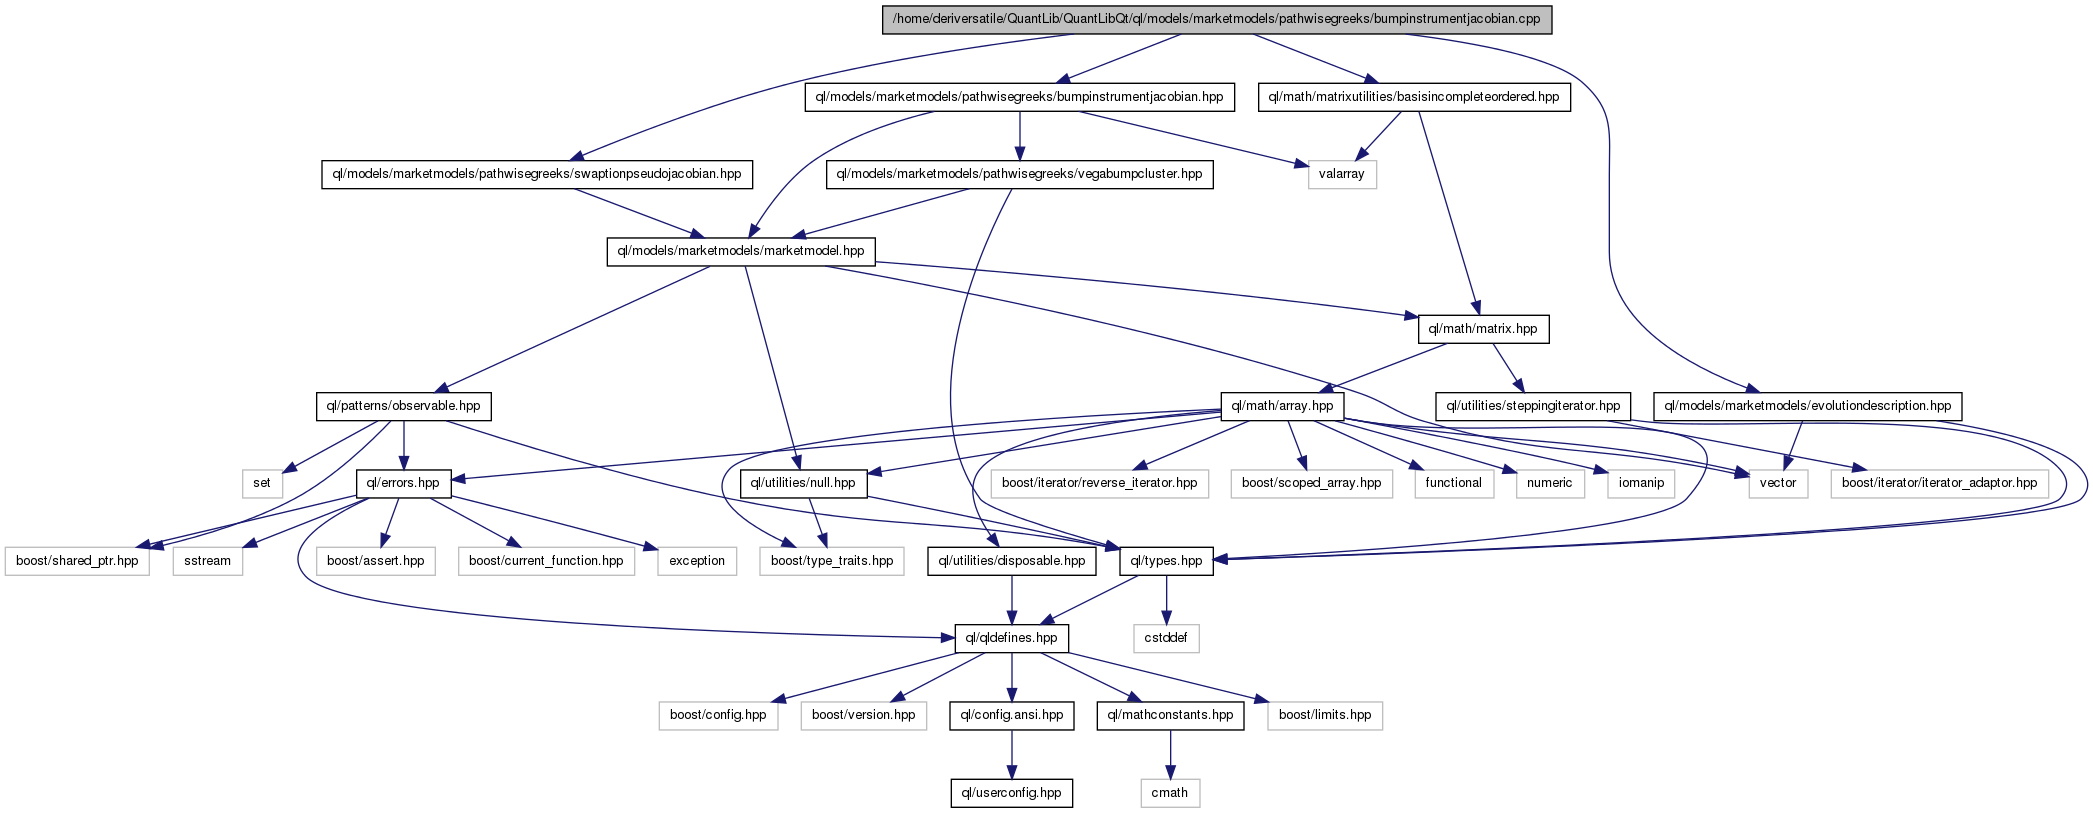 /home/deriversatile/QuantLib/QuantLibQt/ql/models/marketmodels/pathwisegreeks/bumpinstrumentjacobian.cpp
ql/models/marketmodels/pathwisegreeks/bumpinstrumentjacobian.hpp
ql/math/matrixutilities/basisincompleteordered.hpp
ql/models/marketmodels/pathwisegreeks/swaptionpseudojacobian.hpp
ql/models/marketmodels/pathwisegreeks/vegabumpcluster.hpp
valarray
ql/models/marketmodels/marketmodel.hpp
ql/math/matrix.hpp
ql/patterns/observable.hpp
ql/math/array.hpp
ql/utilities/steppingiterator.hpp
ql/models/marketmodels/evolutiondescription.hpp
set
ql/errors.hpp
ql/utilities/null.hpp
boost/iterator/reverse_iterator.hpp
boost/scoped_array.hpp
functional
numeric
iomanip
vector
boost/iterator/iterator_adaptor.hpp
boost/shared_ptr.hpp
sstream
boost/assert.hpp
boost/current_function.hpp
exception
boost/type_traits.hpp
ql/utilities/disposable.hpp
ql/types.hpp
ql/qldefines.hpp
cstddef
boost/config.hpp
boost/version.hpp
ql/config.ansi.hpp
ql/mathconstants.hpp
boost/limits.hpp
ql/userconfig.hpp
cmath